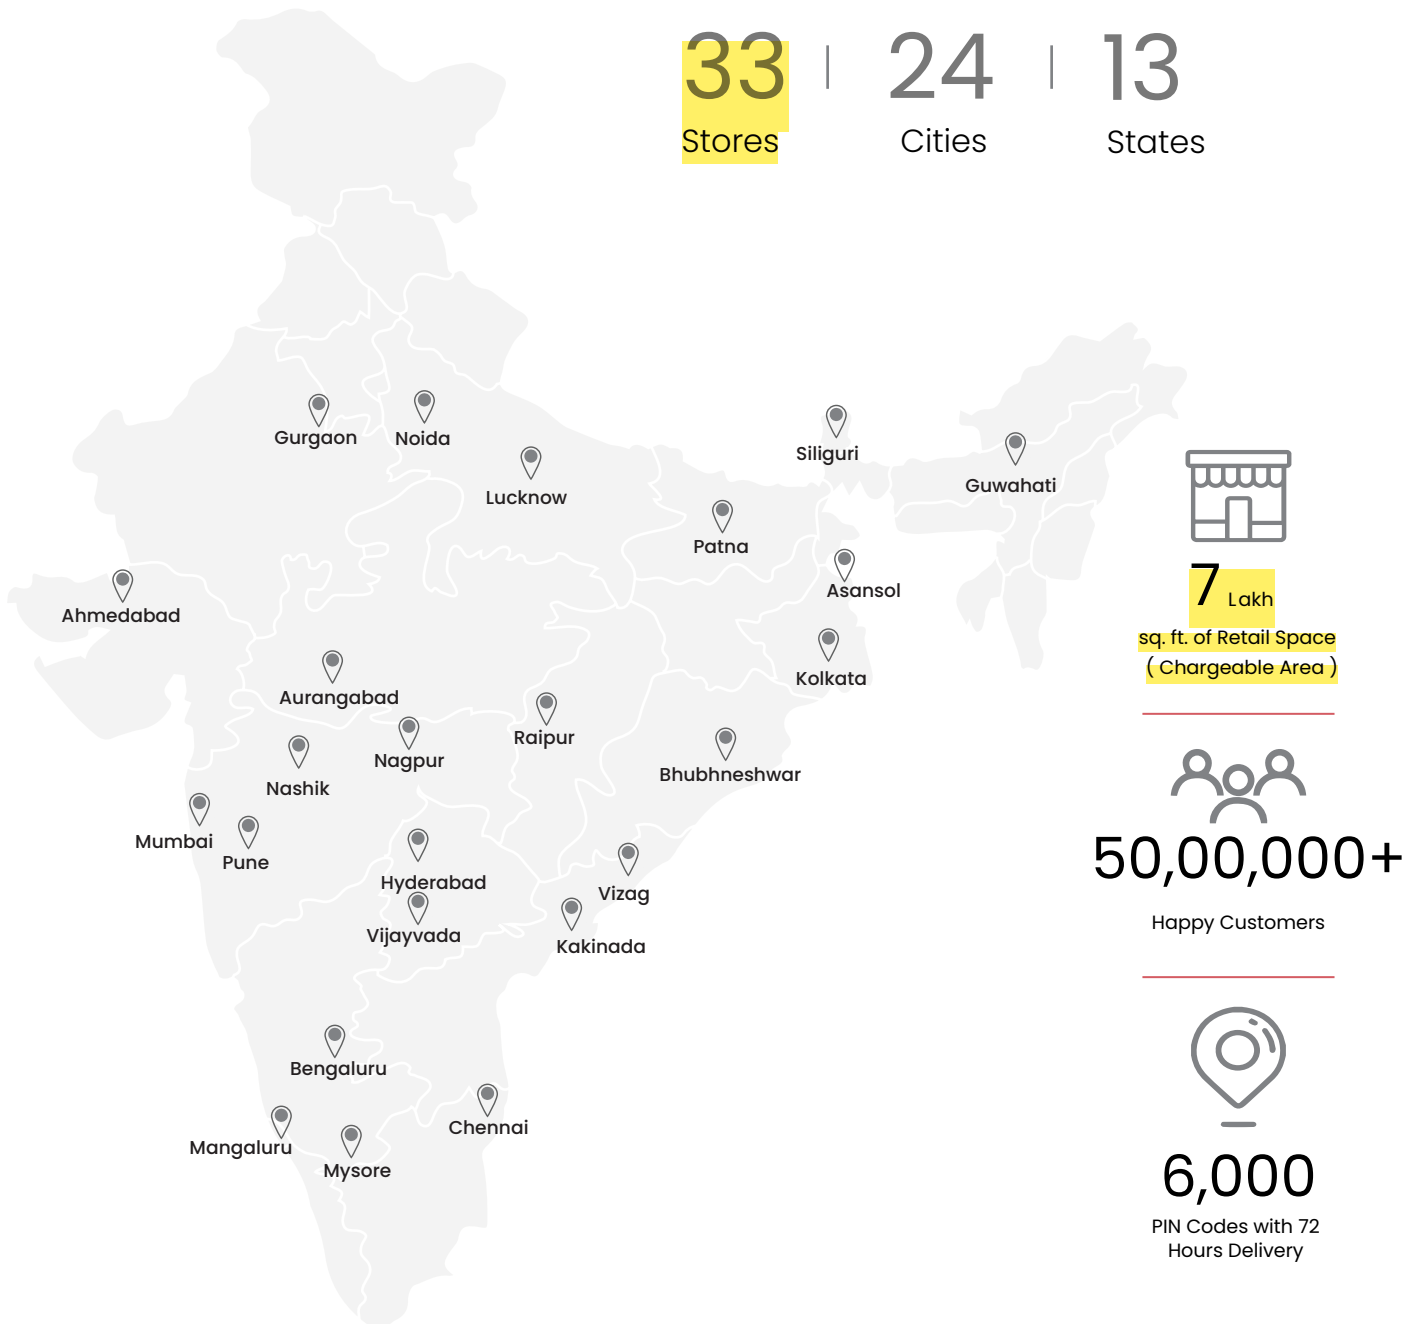 33 | 24 | 13
Stores Cities States
Gurgaon
Noida
Lucknow
Siliguri
Guwahati
Patna
Asansol
Ahmedabad
Kolkata
Aurangabad
Raipur
Nagpur
Bhubhneshwar
Nashik
Mumbai
Pune
Hyderabad
Vizag
Vijayvada
Kakinada
Bengaluru
Chennai
Mangaluru
Mysore
7 Lakh
sq. ft. of Retail Space
( Chargeable Area )
50,00,000+
Happy Customers
6,000
PIN Codes with 72
Hours Delivery